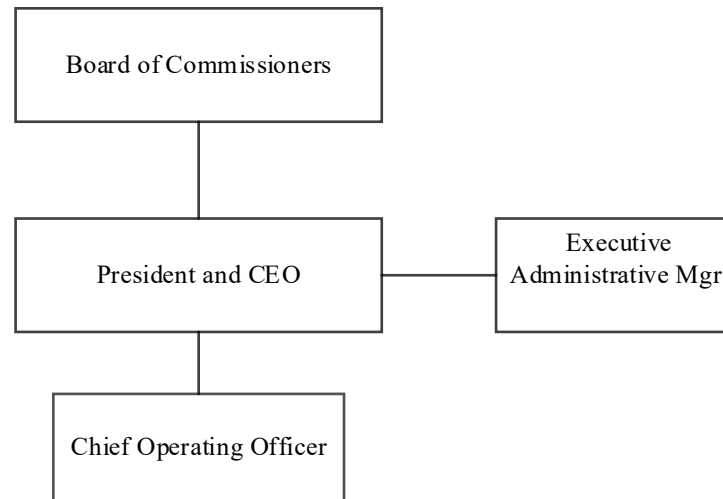 Board of Commissioners
President and CEO
Executive
Administrative Mgr
Chief Operating Officer